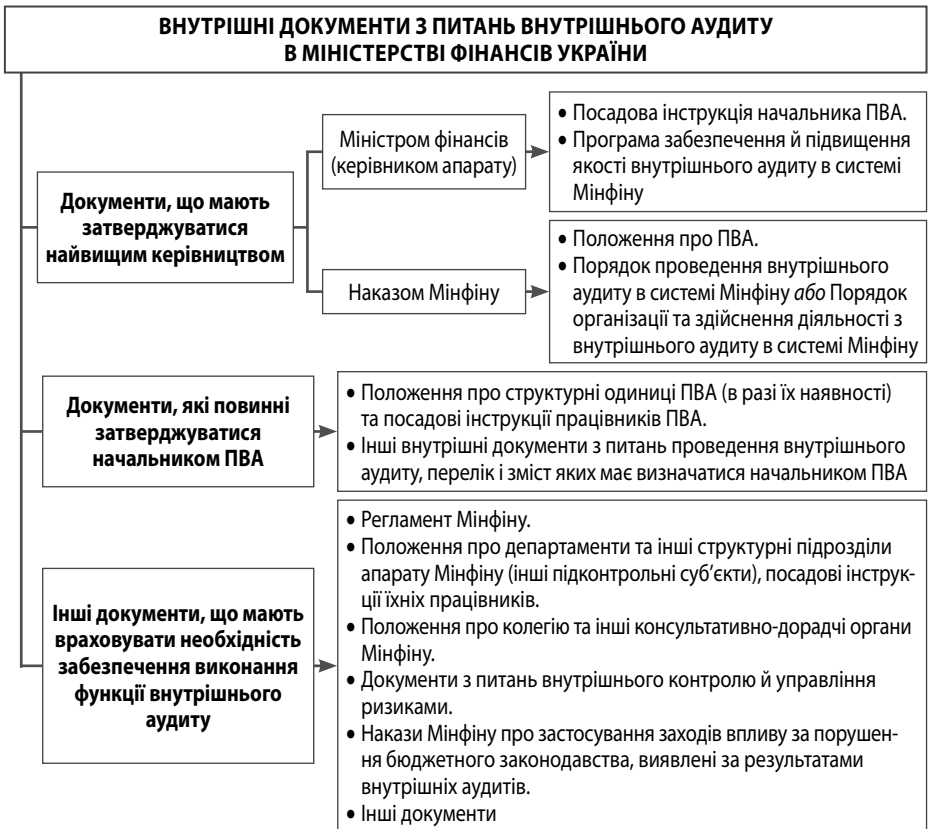 ВНУТРІШНІ ДОКУМЕНТИ З ПИТАНЬ ВНУТРІШНЬОГО АУДИТУ
В МІНІСТЕРСТВІ ФІНАНСІВ УКРАЇНИ
Документи, що мають
затверджуватися
найвищим керівництвом
Міністром фінансів
(керівником апарату)
• Посадова інструкція начальника ПВА.
• Програма забезпечення й підвищення
якості внутрішнього аудиту в системі
Мінфіну
Наказом Мінфіну
• Положення про ПВА.
• Порядок проведення внутрішнього
аудиту в системі Мінфіну або Порядок
організації та здійснення діяльності з
внутрішнього аудиту в системі Мінфіну
Документи, які повинні
затверджуватися
начальником ПВА
• Положення про структурні одиниці ПВА (в разі їх наявності)
та посадові інструкції працівників ПВА.
• Інші внутрішні документи з питань проведення внутрішнього
аудиту, перелік і зміст яких має визначатися начальником ПВА
Інші документи, що мають
враховувати необхідність
забезпечення виконання
функції внутрішнього
аудиту
• Регламент Мінфіну.
• Положення про департаменти та інші структурні підрозділи
апарату Мінфіну (інші підконтрольні суб’єкти), посадові інструк-
ції їхніх працівників.
• Положення про колегію та інші консультативно-дорадчі органи
Мінфіну.
• Документи з питань внутрішнього контролю й управління
ризиками.
• Накази Мінфіну про застосування заходів впливу за порушен-
ня бюджетного законодавства, виявлені за результатами
внутрішніх аудитів.
• Інші документи